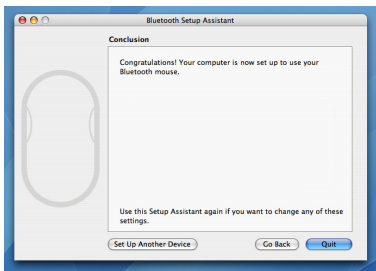 Bluetooth Setup Assistant
Conclusion
Congratulations! Your computer is now set up to use your
Bluetooth mouse.
Use this Setup Assistant again if you want to change any of these
settings.
Set Up Another Device
Go Back
Quit